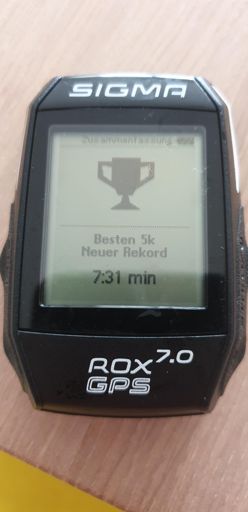 SIGMA
Zusammenfassung
Besten 5k
Neuer Rekord
7:31 min
ROX 7.0
GPS